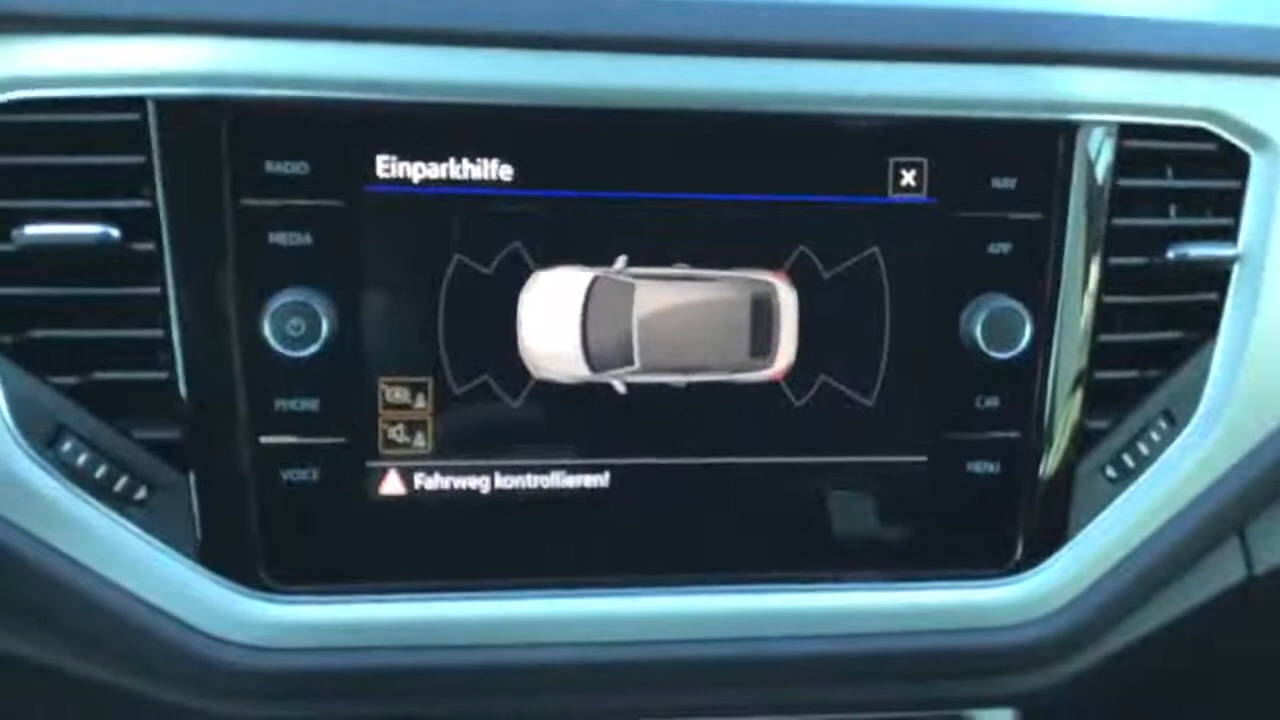 Einparkhilfe
X
RADIO
MEDIA
PHONE
VOICE
NAV
APP
CAR
MENU
Fahrweg kontrollieren!